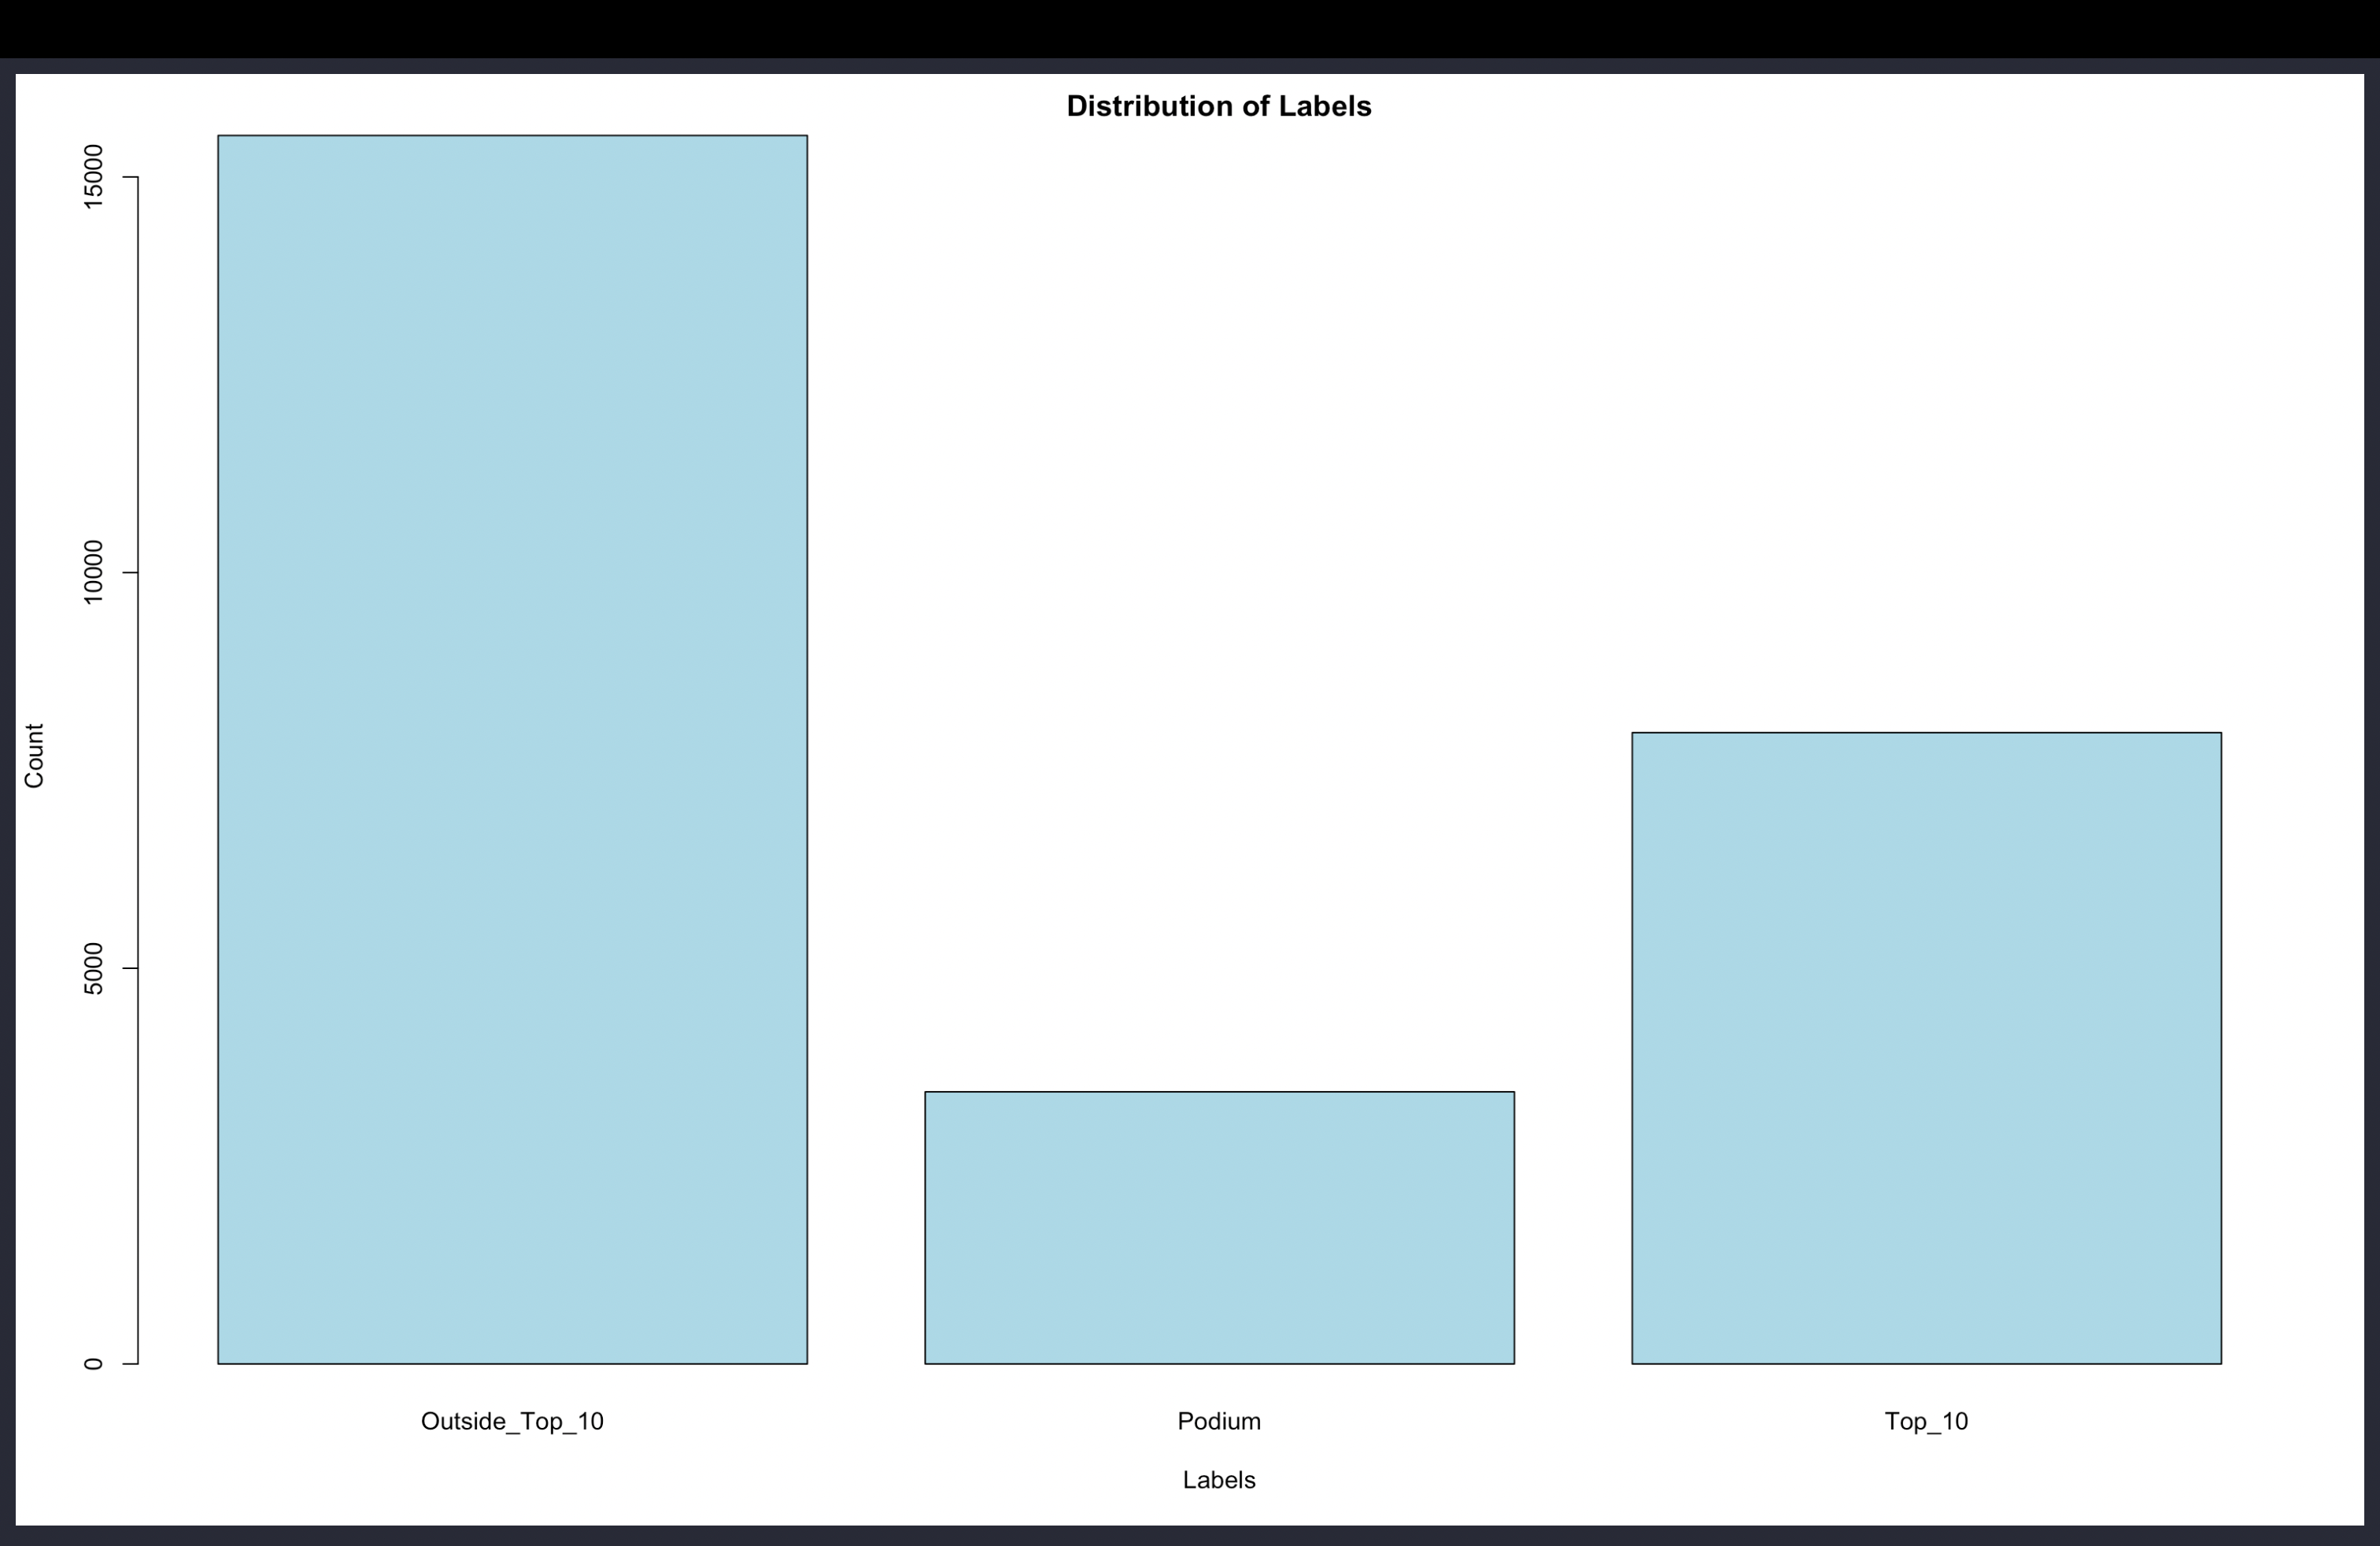 Distribution of Labels
15000
10000
5000
0
Count
Outside_Top_10
Podium
Top_10
Labels